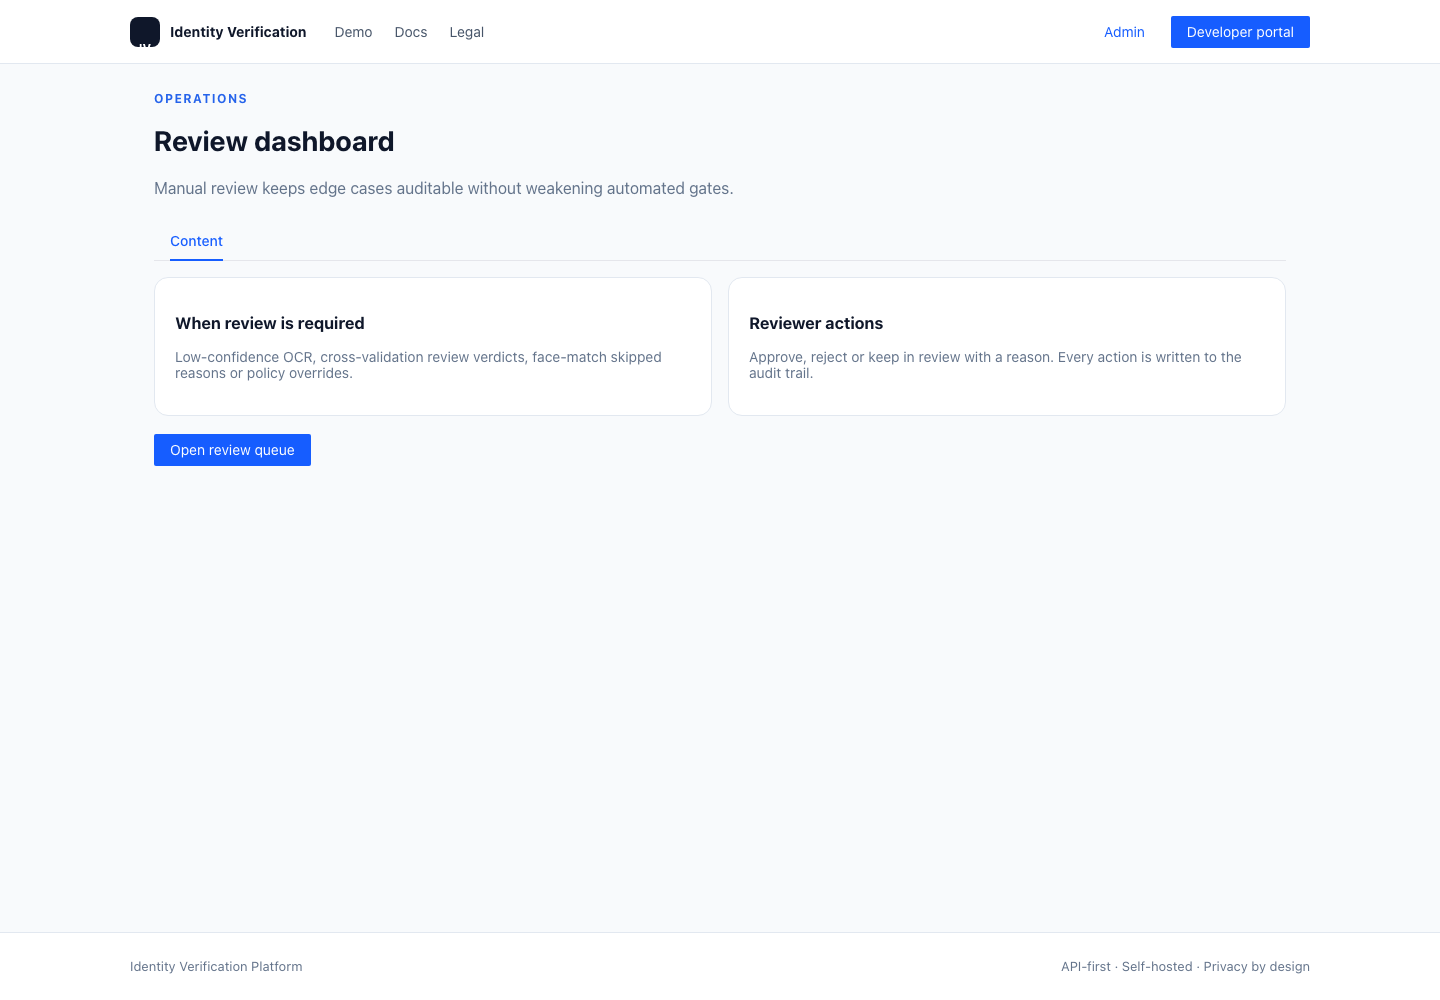 Identity Verification
Demo
Docs
Legal
Admin
Developer portal
OPERATIONS
Review dashboard
Manual review keeps edge cases auditable without weakening automated gates.
Content
When review is required
Low-confidence OCR, cross-validation review verdicts, face-match skipped
reasons or policy overrides.
Reviewer actions
Approve, reject or keep in review with a reason. Every action is written to the
audit trail.
Open review queue
Identity Verification Platform
API-first · Self-hosted · Privacy by design